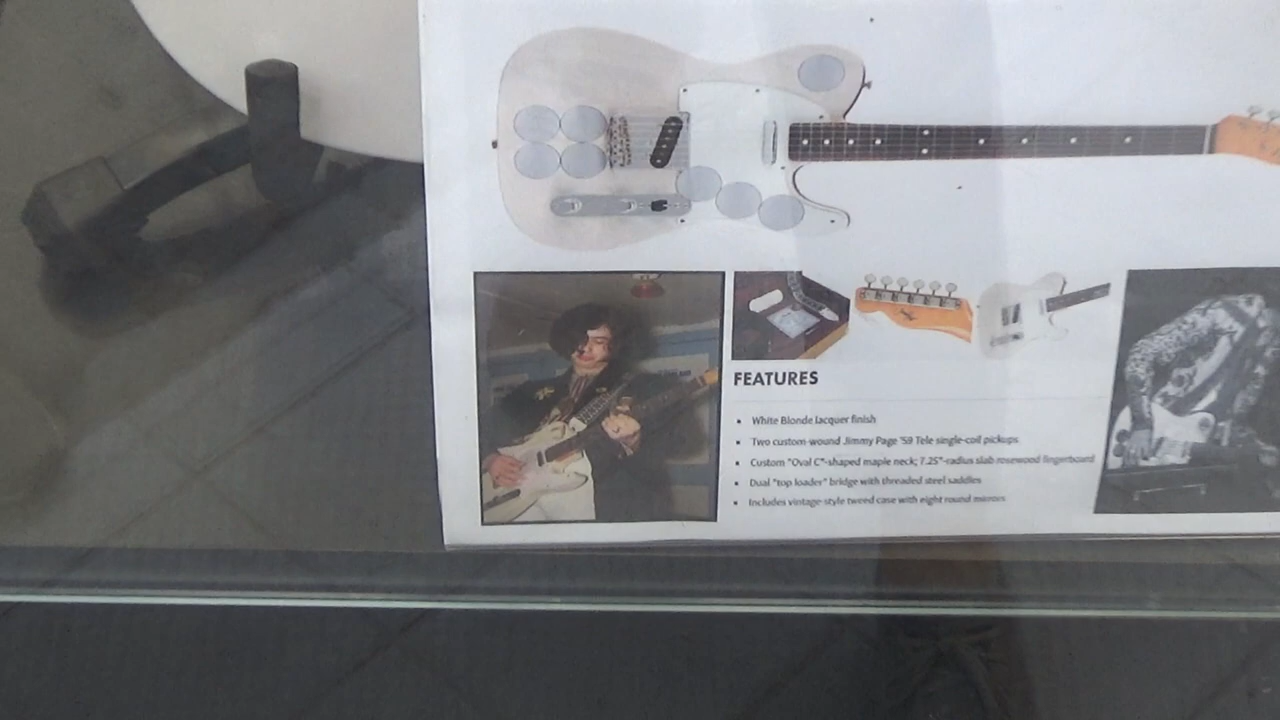 FEATURES
White Blonde lacquer finish
Two custom-wound Jimmy Page '59 Tele single-coil pickups
Custom "Oval C"-shaped maple neck; 7.25"-radius slab rosewood fingerboard
Dual "top loader" bridge with threaded steel saddles
Includes vintage-style tweed case with eight round mirrors